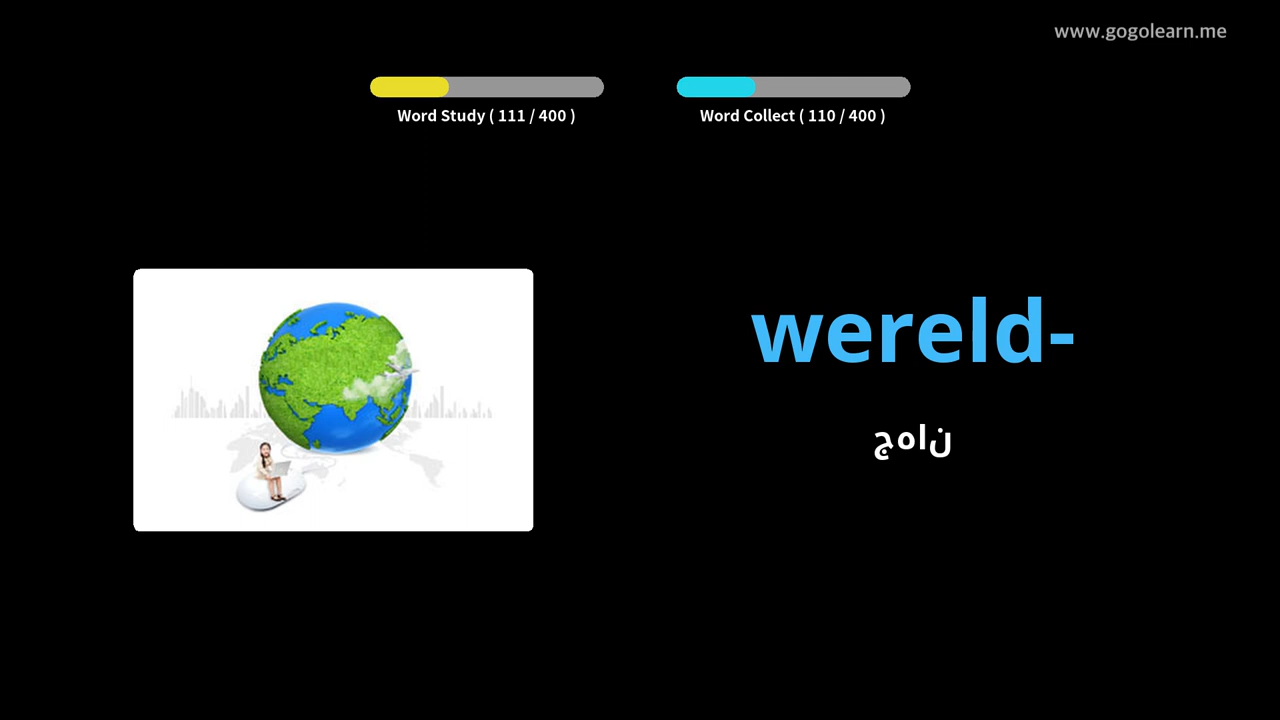 www.gogolearn.me
Word Study ( 111 / 400 )
Word Collect ( 110 / 400 )
wereld-
جهان